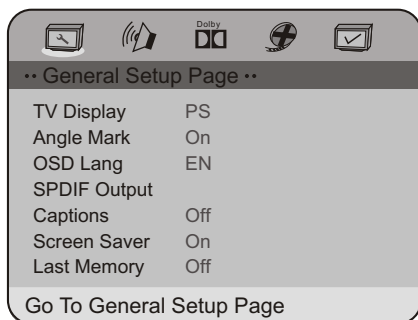 Dolby
•• General Setup Page ••
TV Display PS
Angle Mark On
OSD Lang EN
SPDIF Output
Captions Off
Screen Saver On
Last Memory Off
Go To General Setup Page